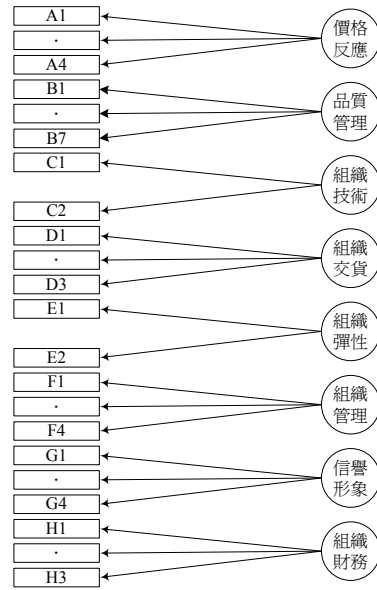 A1
·
A4
價格
反應
B1
·
B7
品質
管理
C1
C2
組織
技術
D1
·
D3
組織
交貨
E1
E2
組織
彈性
F1
·
F4
組織
管理
G1
·
G4
信譽
形象
H1
·
H3
組織
財務